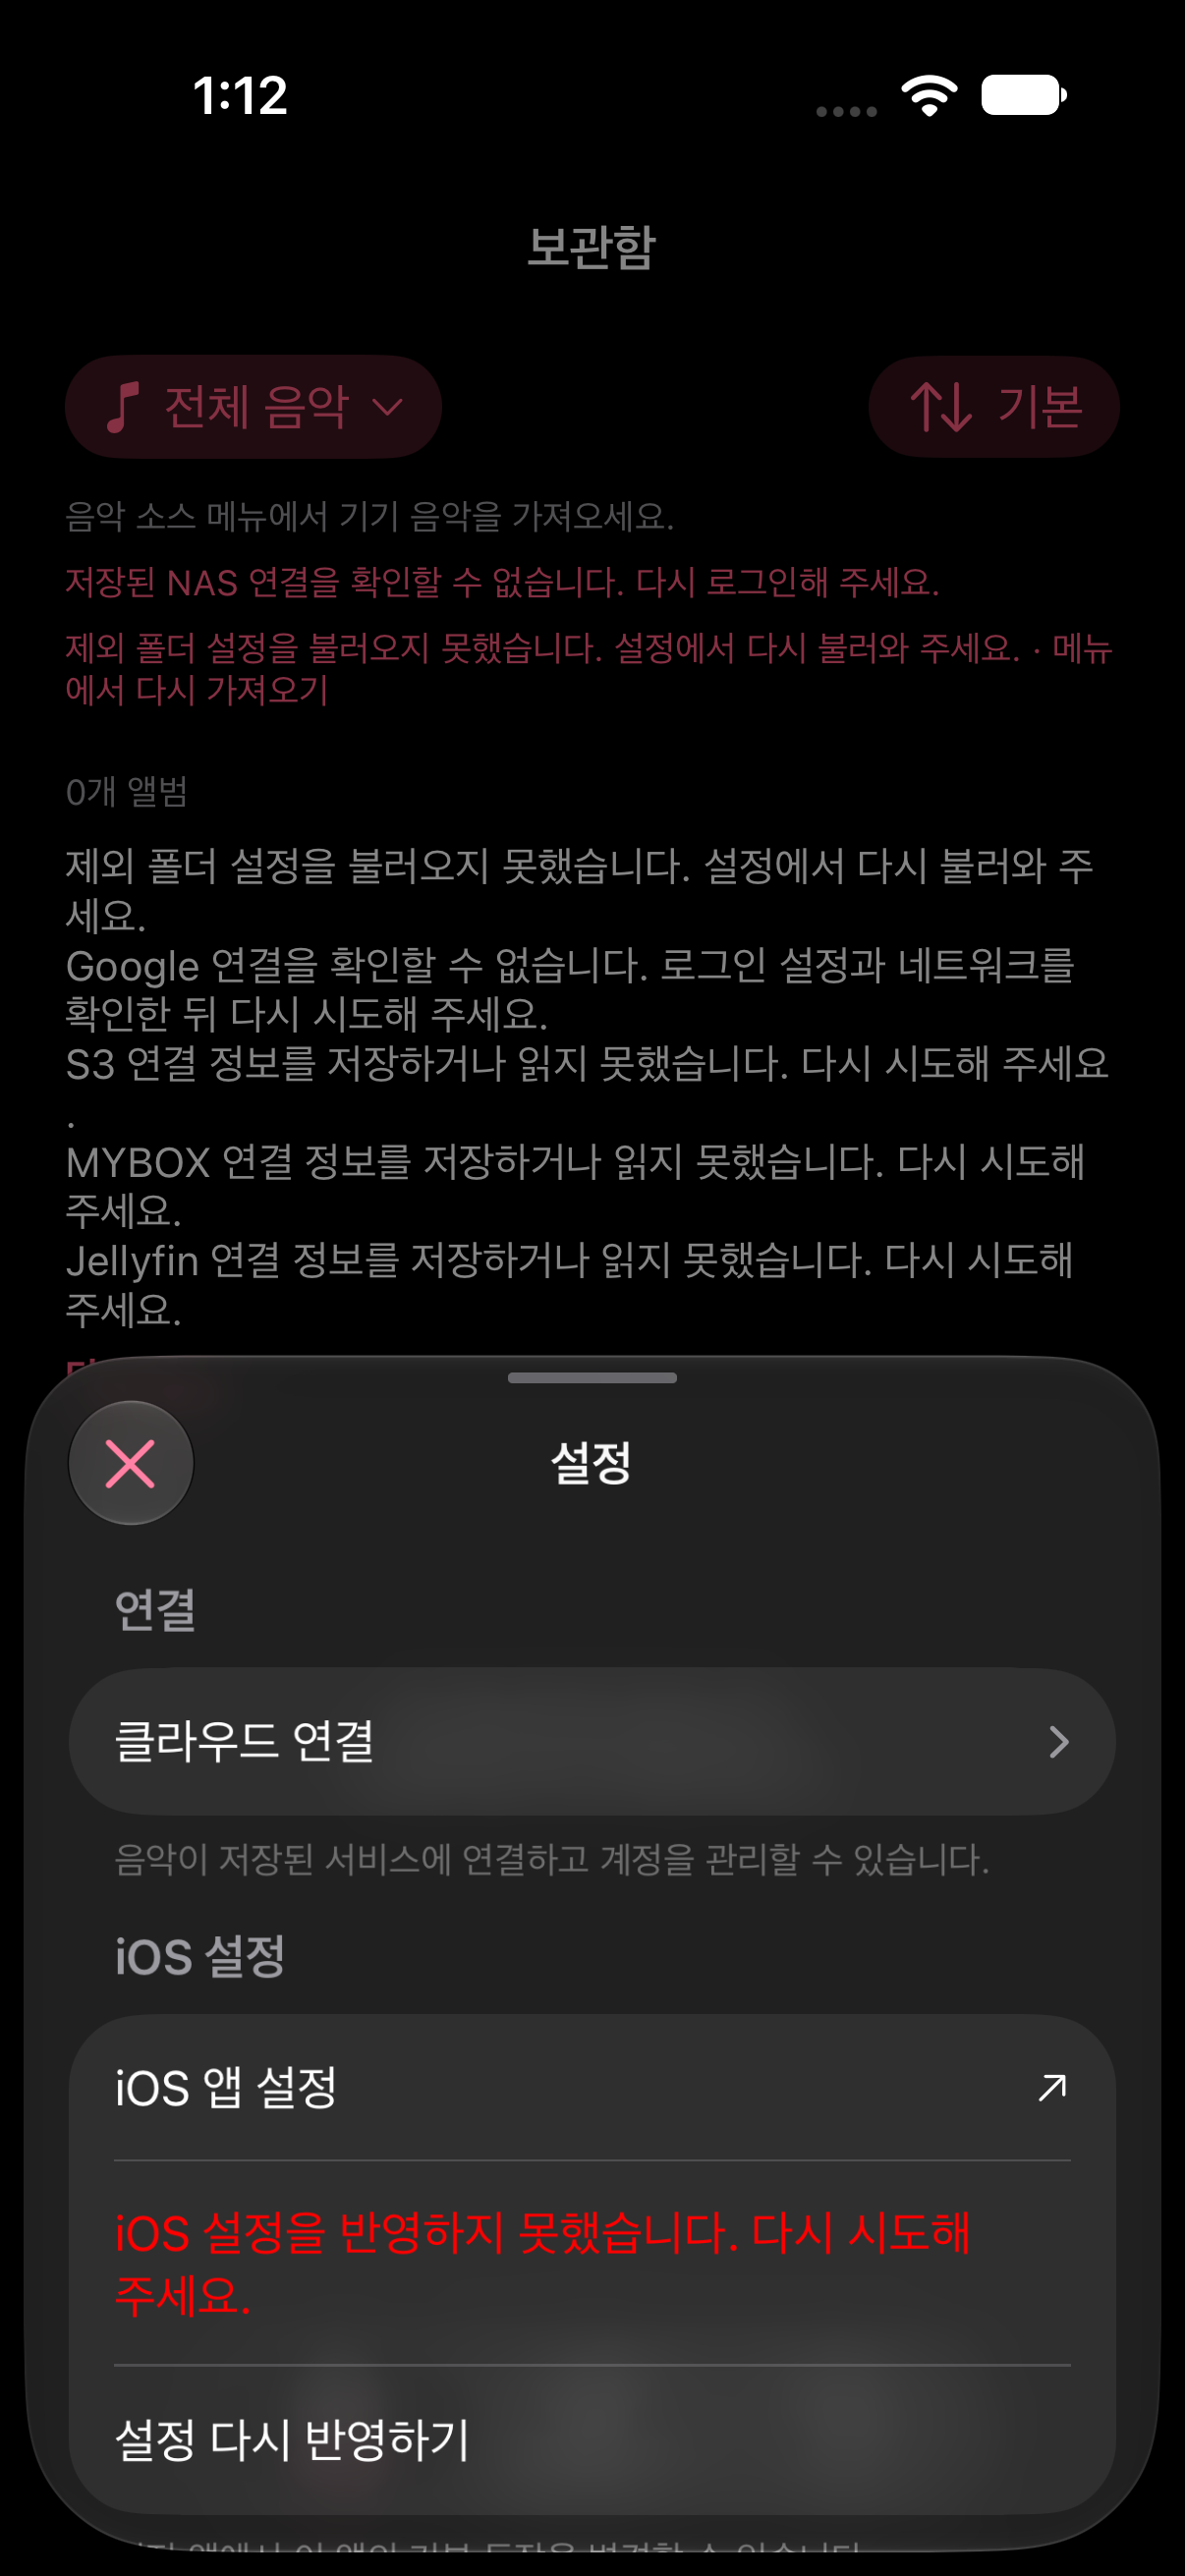 1:12
보관함
전체 음악
기본
음악 소스 메뉴에서 기기 음악을 가져오세요.
저장된 NAS 연결을 확인할 수 없습니다. 다시 로그인해 주세요.
제외 폴더 설정을 불러오지 못했습니다. 설정에서 다시 불러와 주세요. · 메뉴
에서 다시 가져오기
0개 앨범
제외 폴더 설정을 불러오지 못했습니다. 설정에서 다시 불러와 주
세요.
Google 연결을 확인할 수 없습니다. 로그인 설정과 네트워크를
확인한 뒤 다시 시도해 주세요.
S3 연결 정보를 저장하거나 읽지 못했습니다. 다시 시도해 주세요
.
MYBOX 연결 정보를 저장하거나 읽지 못했습니다. 다시 시도해
주세요.
Jellyfin 연결 정보를 저장하거나 읽지 못했습니다. 다시 시도해
주세요.
설정
연결
클라우드 연결
음악이 저장된 서비스에 연결하고 계정을 관리할 수 있습니다.
iOS 설정
iOS 앱 설정
iOS 설정을 반영하지 못했습니다. 다시 시도해
주세요.
설정 다시 반영하기